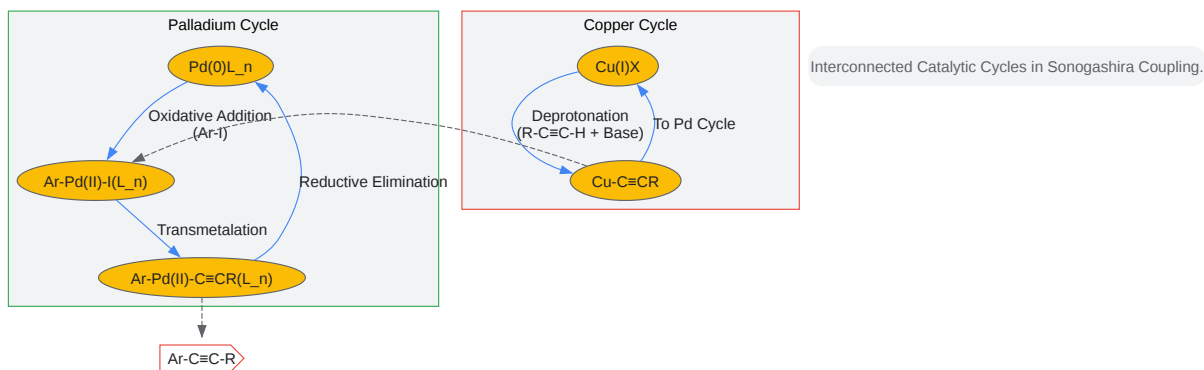 Palladium Cycle
Pd(0)L_n
Oxidative Addition
(Ar-I)
Ar-Pd(II)-I(L_n)
Reductive Elimination
Transmetalation
Ar-Pd(II)-C≡CR(L_n)
Ar-C≡C-R
Copper Cycle
Cu(I)X
Deprotonation
(R-C≡C-H + Base)
To Pd Cycle
Cu-C≡CR
Interconnected Catalytic Cycles in Sonogashira Coupling.